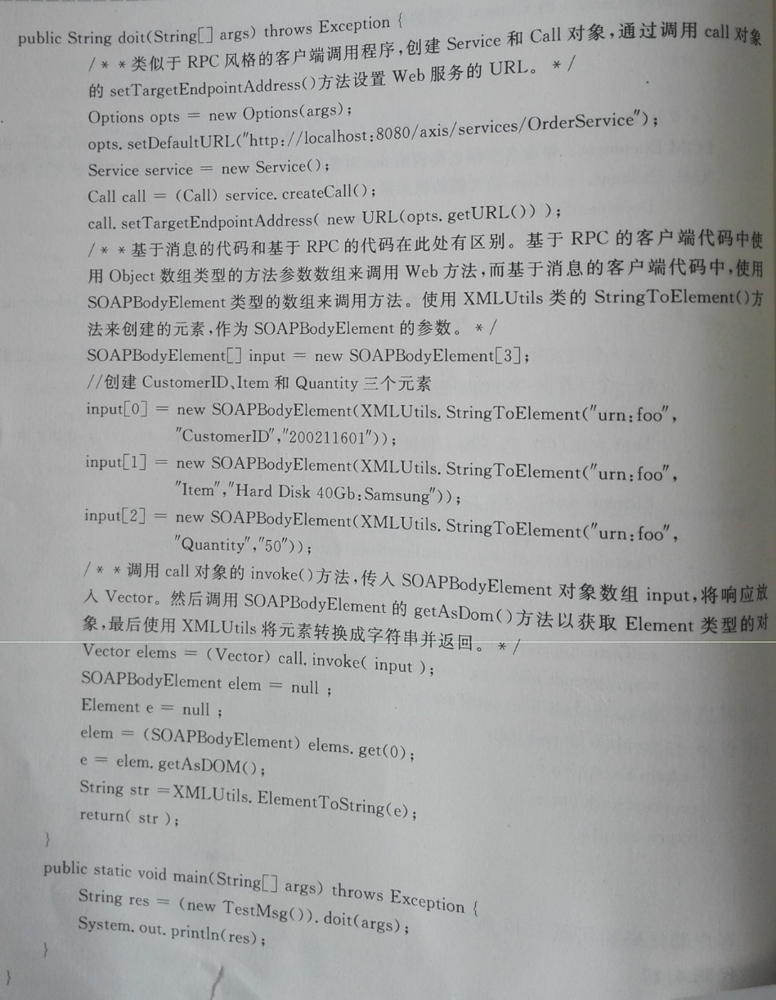 public String doit(String[] args) throws Exception {
/ * * 类似于 RPC 风格的客户端调用程序,创建 Service 和 Call 对象,通过调用 call 对象
的 setTargetEndpointAddress()方法设置 Web 服务的 URL。 * /
Options opts = new Options(args);
opts. setDefaultURL("http://localhost:8080/axis/services/OrderService");
Service service = new Service();
Call call = (Call) service. createCall();
call. setTargetEndpointAddress( new URL(opts. getURL()) );
/ * * 基于消息的代码和基于 RPC 的代码在此处有区别。基于 RPC 的客户端代码中使
用 Object 数组类型的方法参数数组来调用 Web 方法,而基于消息的客户端代码中,使用
SOAPBodyElement 类型的数组来调用方法。使用 XMLUtils 类的 StringToElement()方
法来创建的元素,作为 SOAPBodyElement 的参数。 * /
SOAPBodyElement[] input = new SOAPBodyElement[3];
//创建 CustomerID、Item 和 Quantity 三个元素
input[0] = new SOAPBodyElement(XMLUtils. StringToElement("urn:foo",
"CustomerID","200211601"));
input[1] = new SOAPBodyElement(XMLUtils. StringToElement("urn:foo",
"Item","Hard Disk 40Gb:Samsung"));
input[2] = new SOAPBodyElement(XMLUtils. StringToElement("urn:foo",
"Quantity","50"));
/ * * 调用 call 对象的 invoke()方法,传入 SOAPBodyElement 对象数组 input,将响应放
入 Vector。然后调用 SOAPBodyElement 的 getAsDom()方法以获取 Element 类型的对
象,最后使用 XMLUtils 将元素转换成字符串并返回。 * /
Vector elems = (Vector) call. invoke( input );
SOAPBodyElement elem = null ;
Element e = null ;
elem = (SOAPBodyElement) elems. get(0);
e = elem. getAsDOM();
String str =XMLUtils. ElementToString(e);
return( str );
}
public static void main(String[] args) throws Exception {
String res = (new TestMsg()). doit(args);
System. out. println(res);
}
}